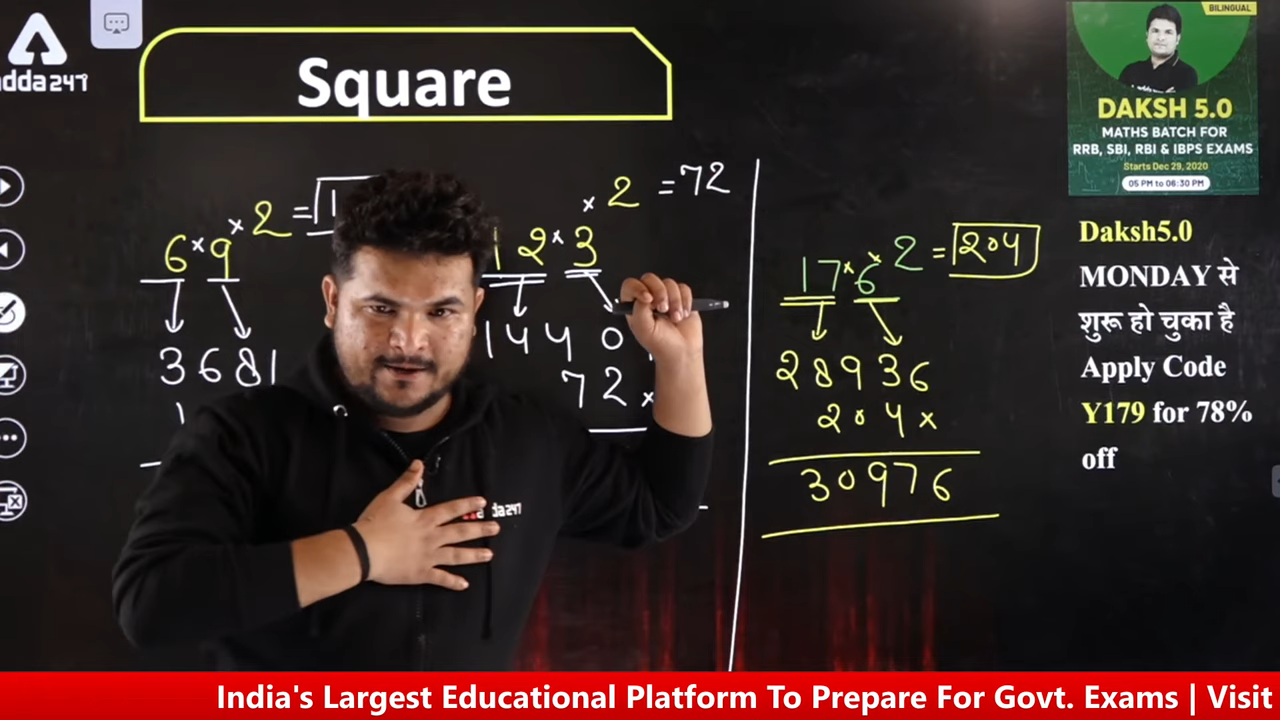 adda247
Square
6×9×2 = 1
3681
1
12×3×2 = 72
1440
72×
17×6×2 = 204
28936
204×
30976
BILINGUAL
DAKSH 5.0
MATHS BATCH FOR
RRB, SBI, RBI & IBPS EXAMS
Starts Dec 29, 2020
05 PM to 06:30 PM
Daksh5.0
MONDAY से
शुरू हो चुका है
Apply Code
Y179 for 78%
off
da247
India's Largest Educational Platform To Prepare For Govt. Exams | Visit